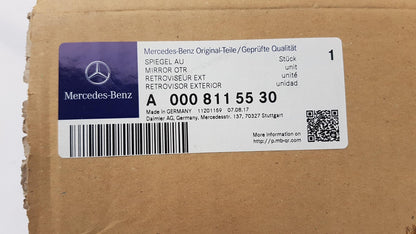 Mercedes-Benz Original-Teile/Geprüfte Qualität
SPIEGEL AU Stück 1
MIRROR OTR unit
RETROVISEUR EXT unité
RETROVISOR EXTERIOR unidad
Mercedes-Benz
A 000 811 55 30
Made in GERMANY 11201169 07.08.17
Daimler AG, Germany, Mercedesstr. 137, 70327 Stuttgart
More information on
http://p.mb-qr.com